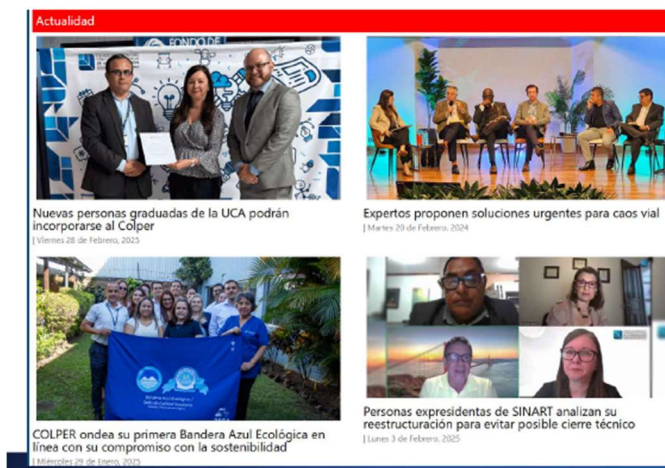 Actualidad
FONDO DE
Nuevas personas graduadas de la UCA podrán
incorporarse al Colper
| Viernes 28 de Febrero, 2025
Expertos proponen soluciones urgentes para caos vial
| Martes 20 de Febrero, 2024
COLPER ondea su primera Bandera Azul Ecológica en
línea con su compromiso con la sostenibilidad
| Miércoles 29 de Enero, 2025
Personas expresidentas de SINART analizan su
reestructuración para evitar posible cierre técnico
| Lunes 3 de Febrero, 2025